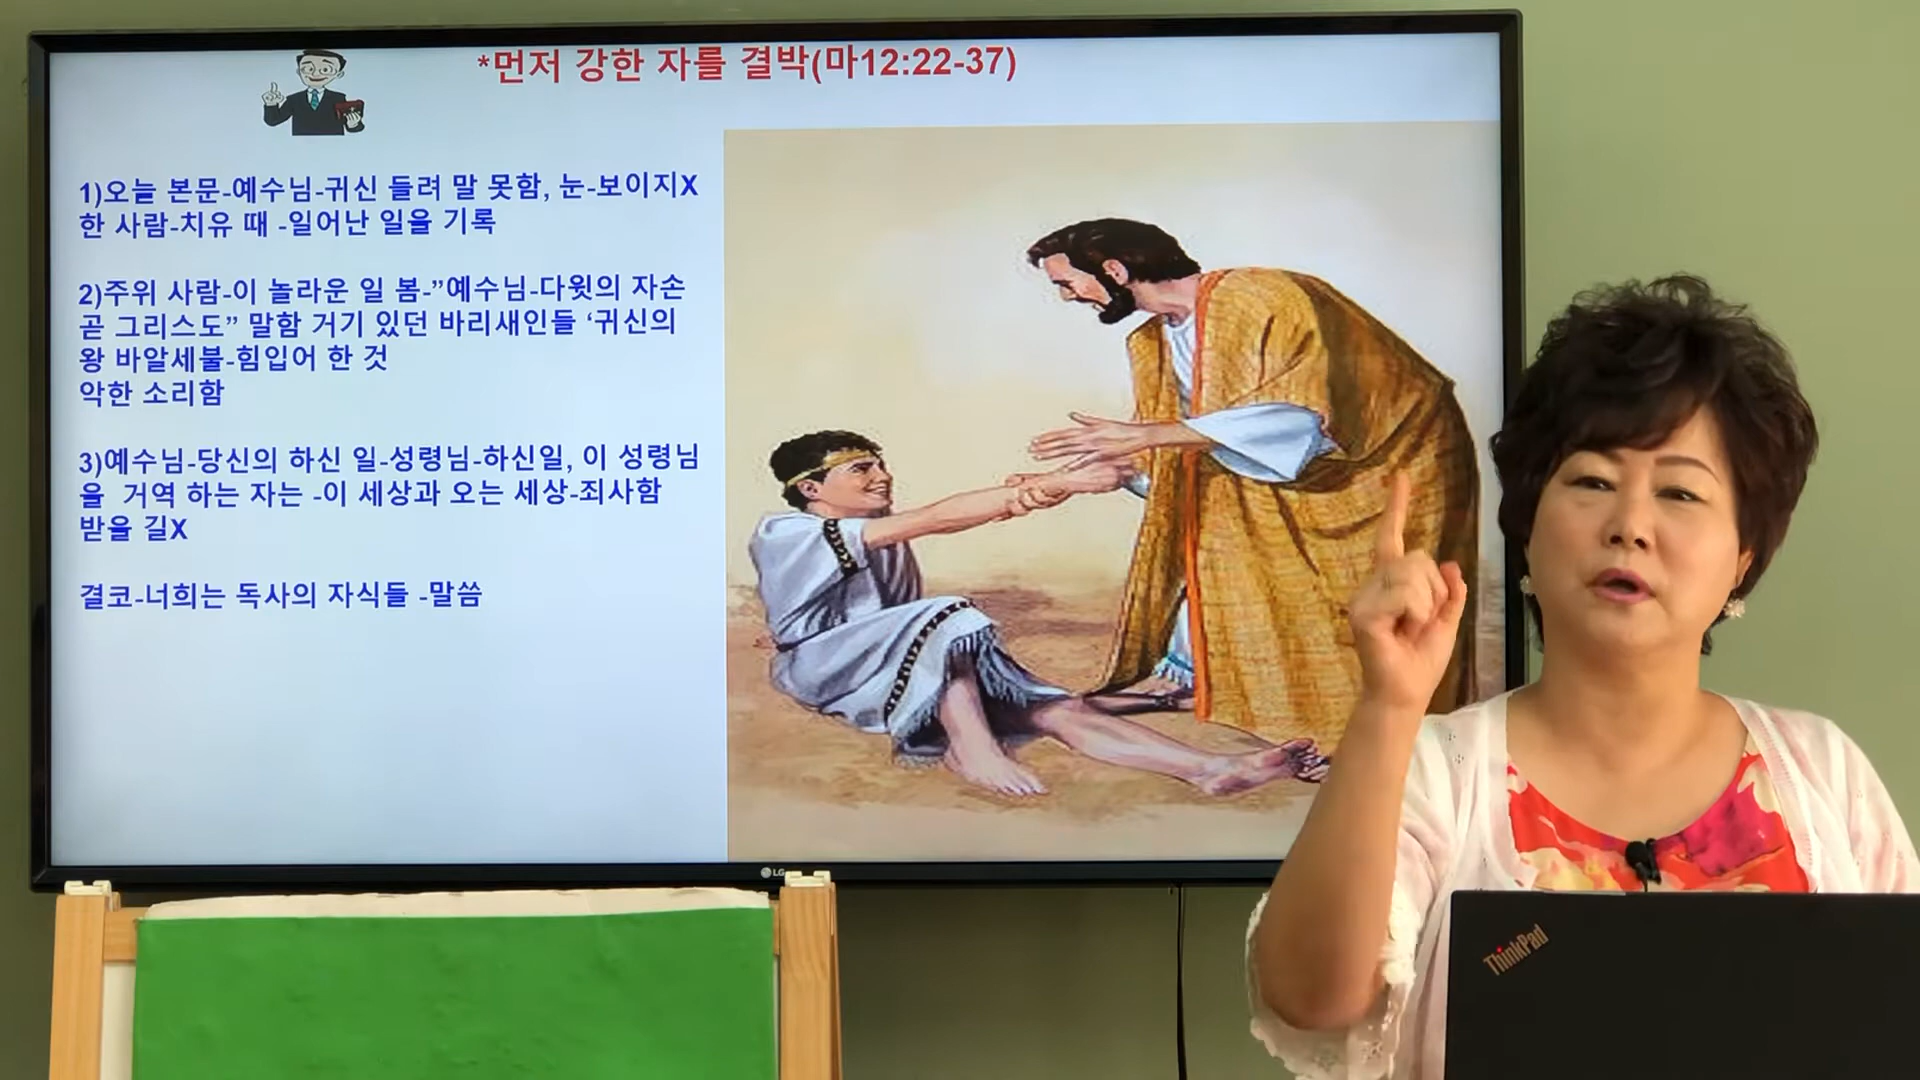 *먼저 강한 자를 결박(마12:22-37)
1)오늘 본문-예수님-귀신 들려 말 못함, 눈-보이지X
한 사람-치유 때 -일어난 일을 기록
2)주위 사람-이 놀라운 일 봄-”예수님-다윗의 자손
곧 그리스도” 말함 거기 있던 바리새인들 ‘귀신의
왕 바알세불-힘입어 한 것
악한 소리함
3)예수님-당신의 하신 일-성령님-하신일, 이 성령님
을 거역 하는 자는 -이 세상과 오는 세상-죄사함
받을 길X
결코-너희는 독사의 자식들 -말씀
LG
ThinkPad